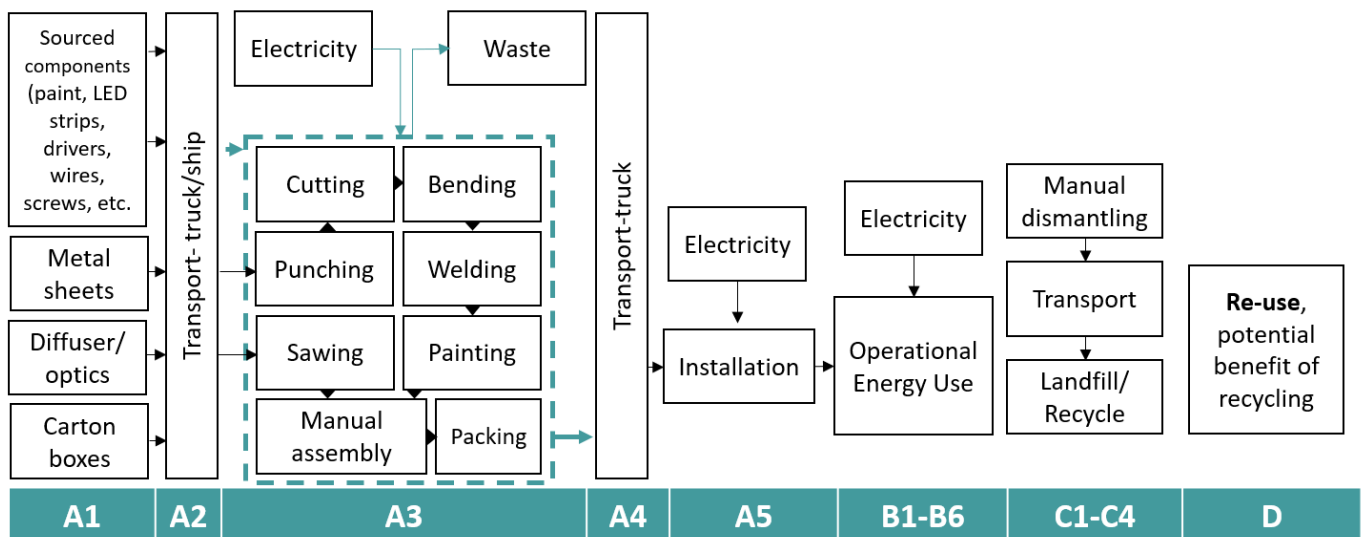 Sourced
components
(paint, LED
strips,
drivers,
wires,
screws, etc.
Metal
sheets
Diffuser/
optics
Carton
boxes
Transport- truck/ship
Electricity
Waste
Cutting
Bending
Punching
Welding
Sawing
Painting
Manual
assembly
Packing
Transport-truck
Electricity
Installation
Electricity
Operational
Energy Use
Manual
dismantling
Transport
Landfill/
Recycle
Re-use,
potential
benefit of
recycling
A1
A2
A3
A4
A5
B1-B6
C1-C4
D